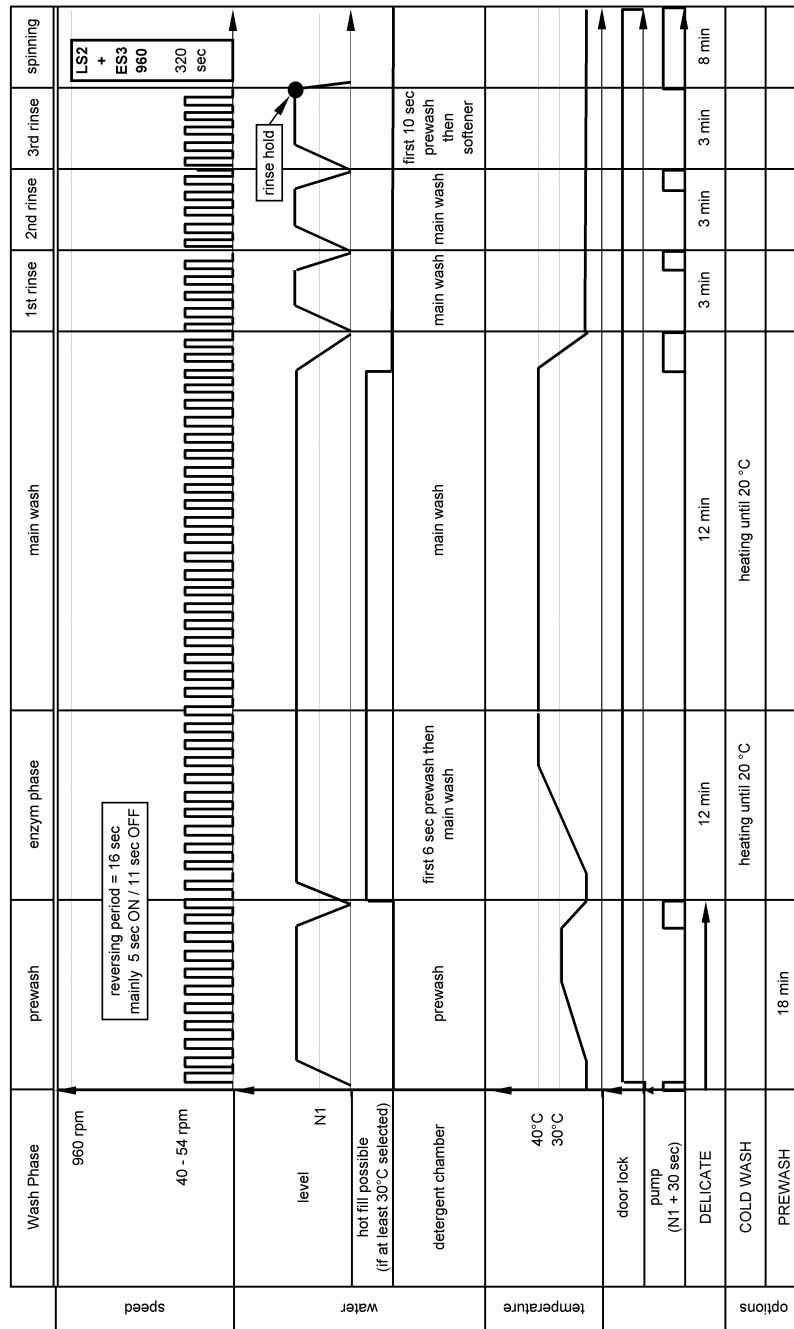 Wash Phase
prewash
enzym phase
main wash
1st rinse
2nd rinse
3rd rinse
spinning
speed
960 rpm
40 - 54 rpm
reversing period = 16 sec
mainly 5 sec ON / 11 sec OFF
LS2
+
ES3
960
320
sec
water
level
N1
rinse hold
hot fill possible
(if at least 30°C selected)
detergent chamber
prewash
first 6 sec prewash then
main wash
main wash
main wash
main wash
first 10 sec
prewash
then
softener
temperature
40°C
30°C
door lock
pump
(N1 + 30 sec)
DELICATE
12 min
12 min
3 min
3 min
3 min
8 min
options
COLD WASH
heating until 20 °C
heating until 20 °C
PREWASH
18 min